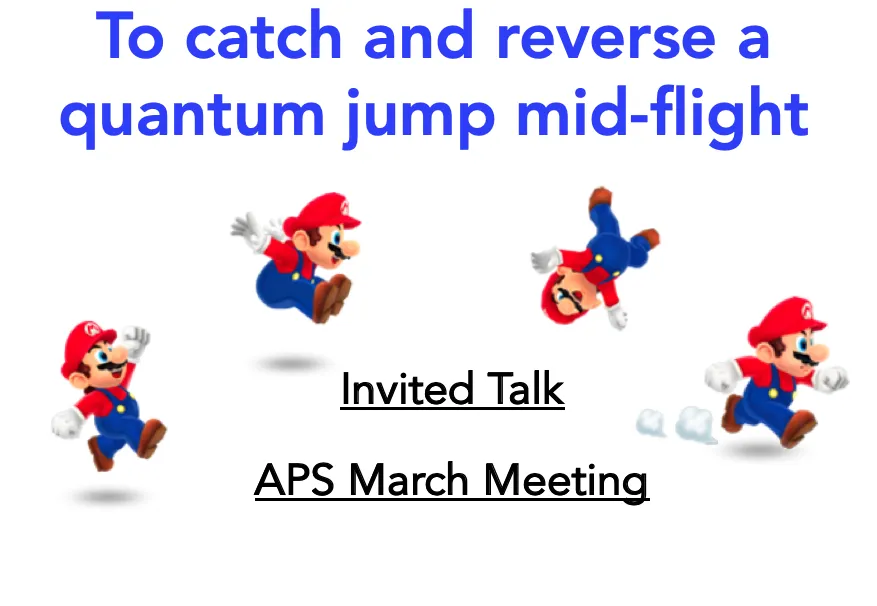 To catch and reverse a
quantum jump mid-flight
Invited Talk
APS March Meeting